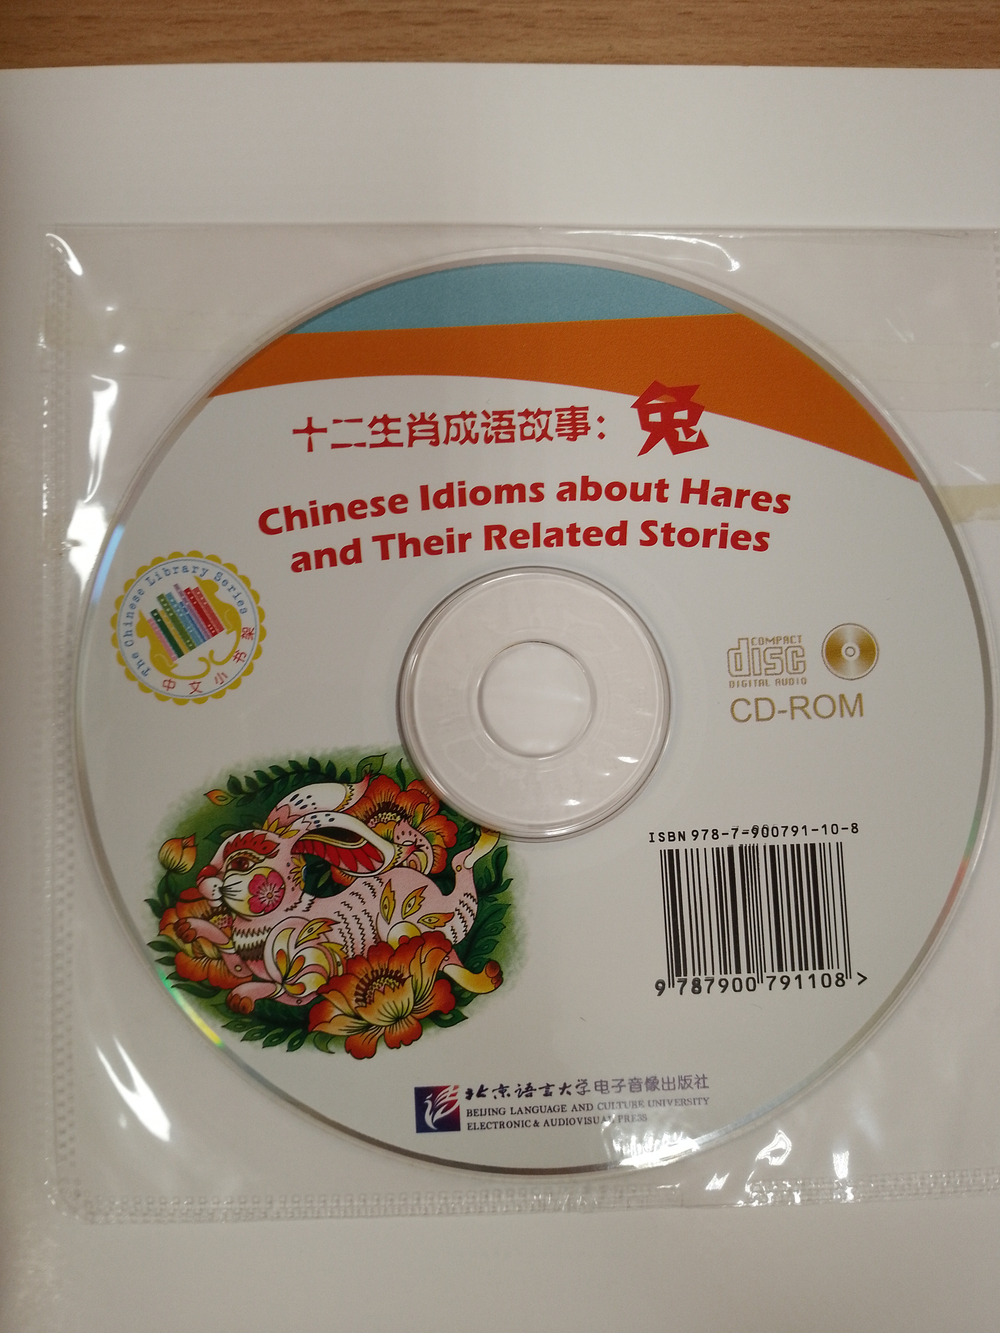 十二生肖成语故事：兔
Chinese Idioms about Hares
and Their Related Stories
The Chinese Library Series
中文小书架
COMPACT
disc
DIGITAL AUDIO
CD-ROM
ISBN 978-7-900791-10-8
9 787900 791108 >
北京语言大学电子音像出版社
BEIJING LANGUAGE AND CULTURE UNIVERSITY
ELECTRONIC & AUDIOVISUAL PRESS